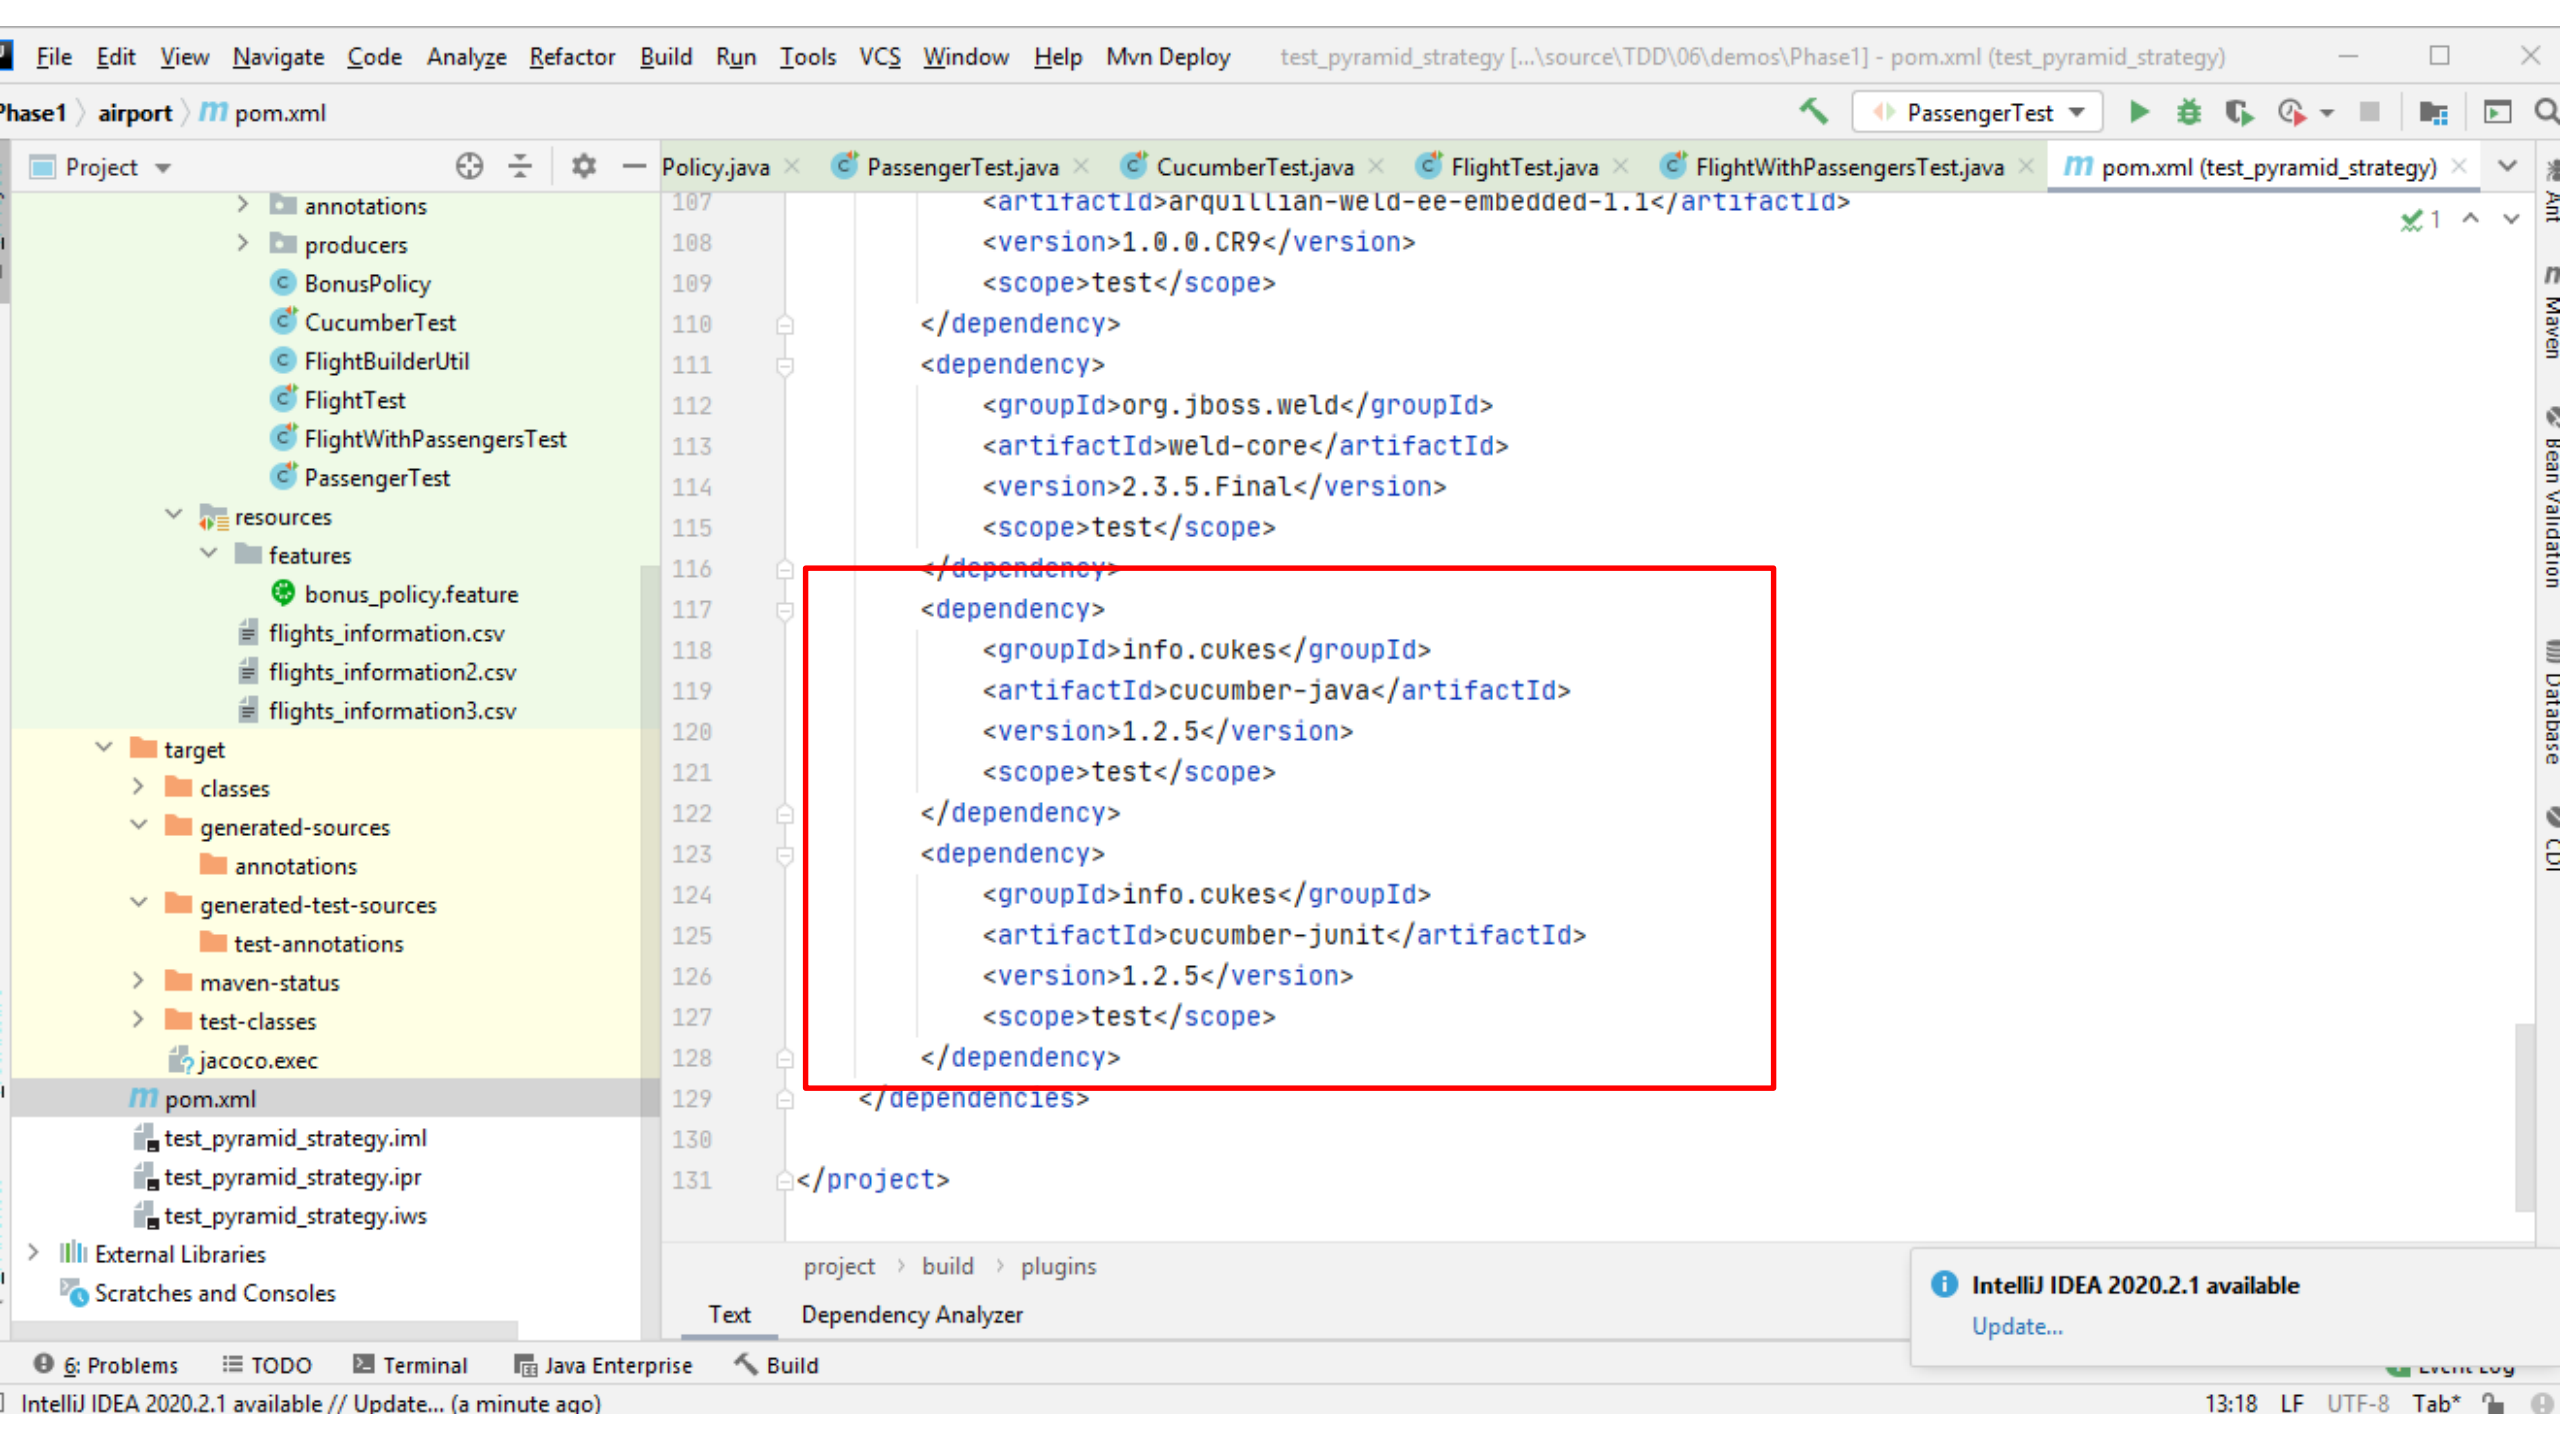 File Edit View Navigate Code Analyze Refactor Build Run Tools VCS Window Help Mvn Deploy test_pyramid_strategy [...\source\TDD\06\demos\Phase1] - pom.xml (test_pyramid_strategy)
Phase1 airport pom.xml PassengerTest
Project Policy.java PassengerTest.java CucumberTest.java FlightTest.java FlightWithPassengersTest.java pom.xml (test_pyramid_strategy)
annotations
producers
BonusPolicy
CucumberTest
FlightBuilderUtil
FlightTest
FlightWithPassengersTest
PassengerTest
resources
features
bonus_policy.feature
flights_information.csv
flights_information2.csv
flights_information3.csv
target
classes
generated-sources
annotations
generated-test-sources
test-annotations
maven-status
test-classes
jacoco.exec
pom.xml
test_pyramid_strategy.iml
test_pyramid_strategy.ipr
test_pyramid_strategy.iws
External Libraries
Scratches and Consoles
107 <artifactId>arquillian-weld-ee-embedded-1.1</artifactId>
108 <version>1.0.0.CR9</version>
109 <scope>test</scope>
110 </dependency>
111 <dependency>
112 <groupId>org.jboss.weld</groupId>
113 <artifactId>weld-core</artifactId>
114 <version>2.3.5.Final</version>
115 <scope>test</scope>
116 </dependency>
117 <dependency>
118 <groupId>info.cukes</groupId>
119 <artifactId>cucumber-java</artifactId>
120 <version>1.2.5</version>
121 <scope>test</scope>
122 </dependency>
123 <dependency>
124 <groupId>info.cukes</groupId>
125 <artifactId>cucumber-junit</artifactId>
126 <version>1.2.5</version>
127 <scope>test</scope>
128 </dependency>
129 </dependencies>
130
131 </project>
1
project build plugins
Text Dependency Analyzer
Ant
Maven
Bean Validation
Database
CDI
IntelliJ IDEA 2020.2.1 available
Update...
6: Problems TODO Terminal Java Enterprise Build Event Log
IntelliJ IDEA 2020.2.1 available // Update... (a minute ago) 13:18 LF UTF-8 Tab*